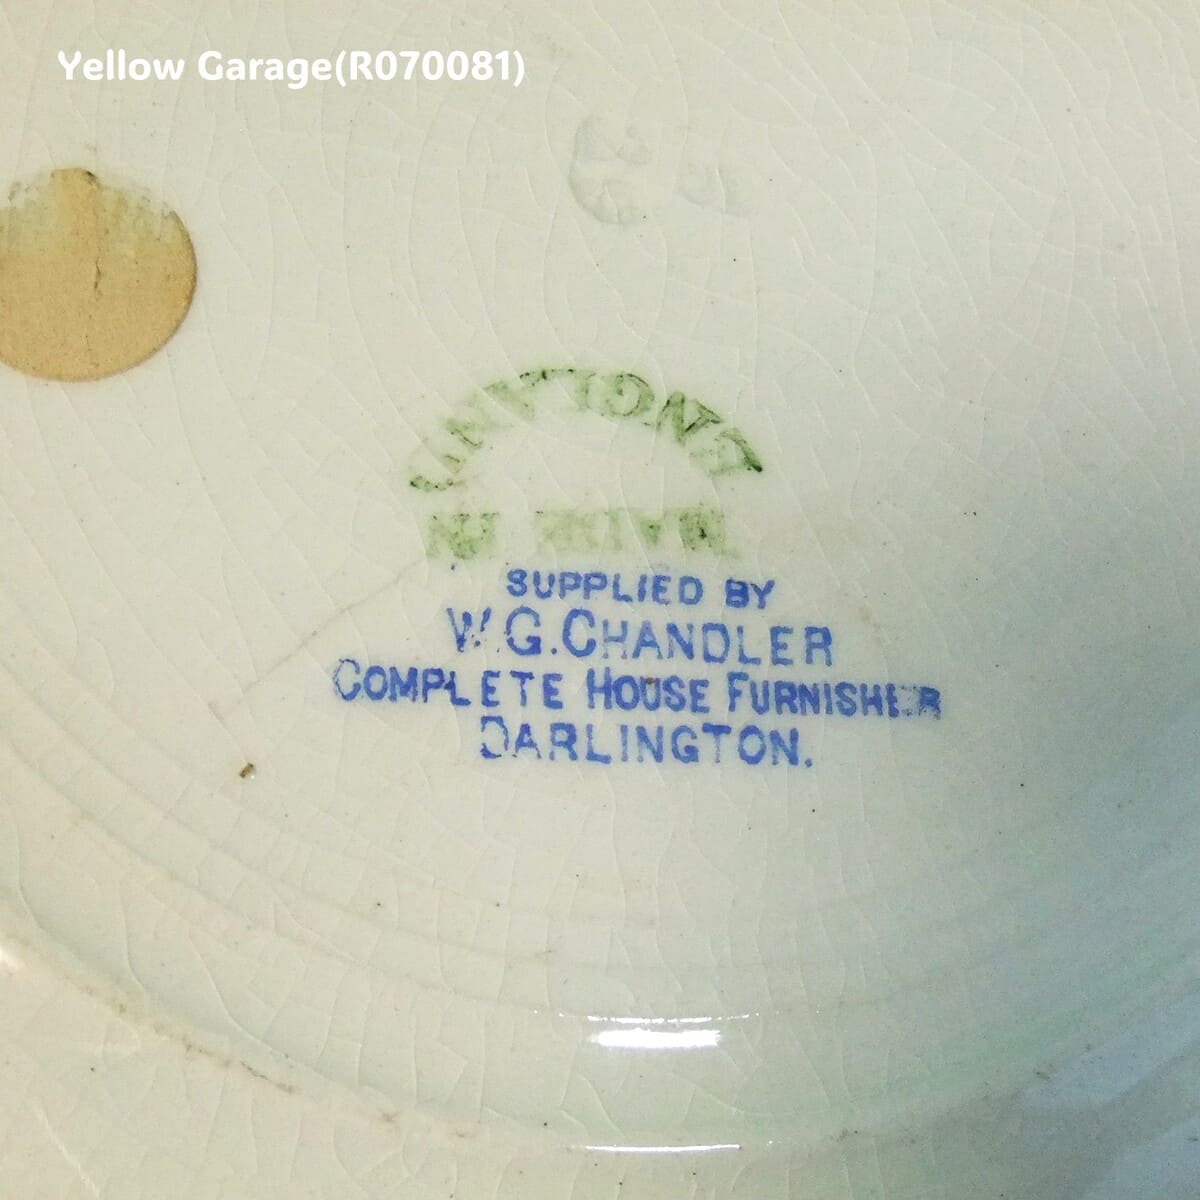 Yellow Garage(R070081)
ENGLAND
MADE IN
SUPPLIED BY
W.G.CHANDLER
COMPLETE HOUSE FURNISHER
DARLINGTON.